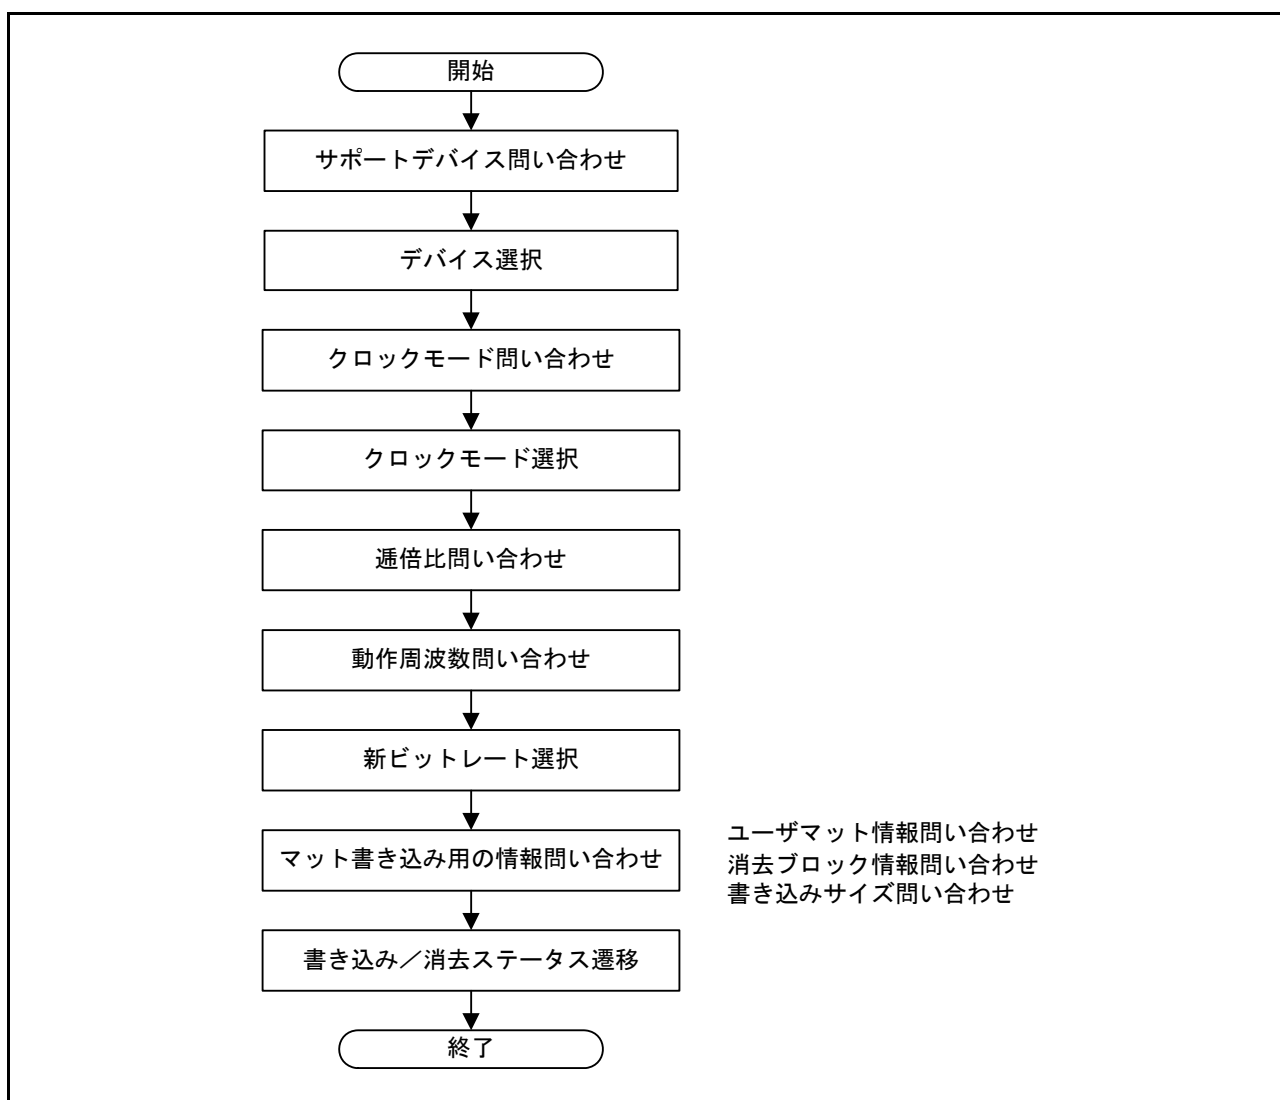 開始
サポートデバイス問い合わせ
デバイス選択
クロックモード問い合わせ
クロックモード選択
逓倍比問い合わせ
動作周波数問い合わせ
新ビットレート選択
マット書き込み用の情報問い合わせ
ユーザマット情報問い合わせ
消去ブロック情報問い合わせ
書き込みサイズ問い合わせ
書き込み／消去ステータス遷移
終了